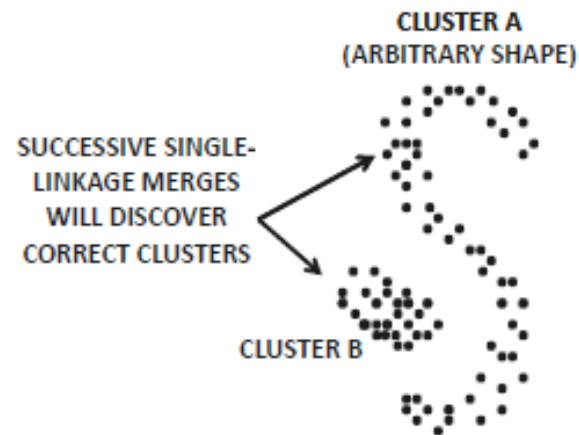 CLUSTER A
(ARBITRARY SHAPE)
SUCCESSIVE SINGLE-
LINKAGE MERGES
WILL DISCOVER
CORRECT CLUSTERS
CLUSTER B